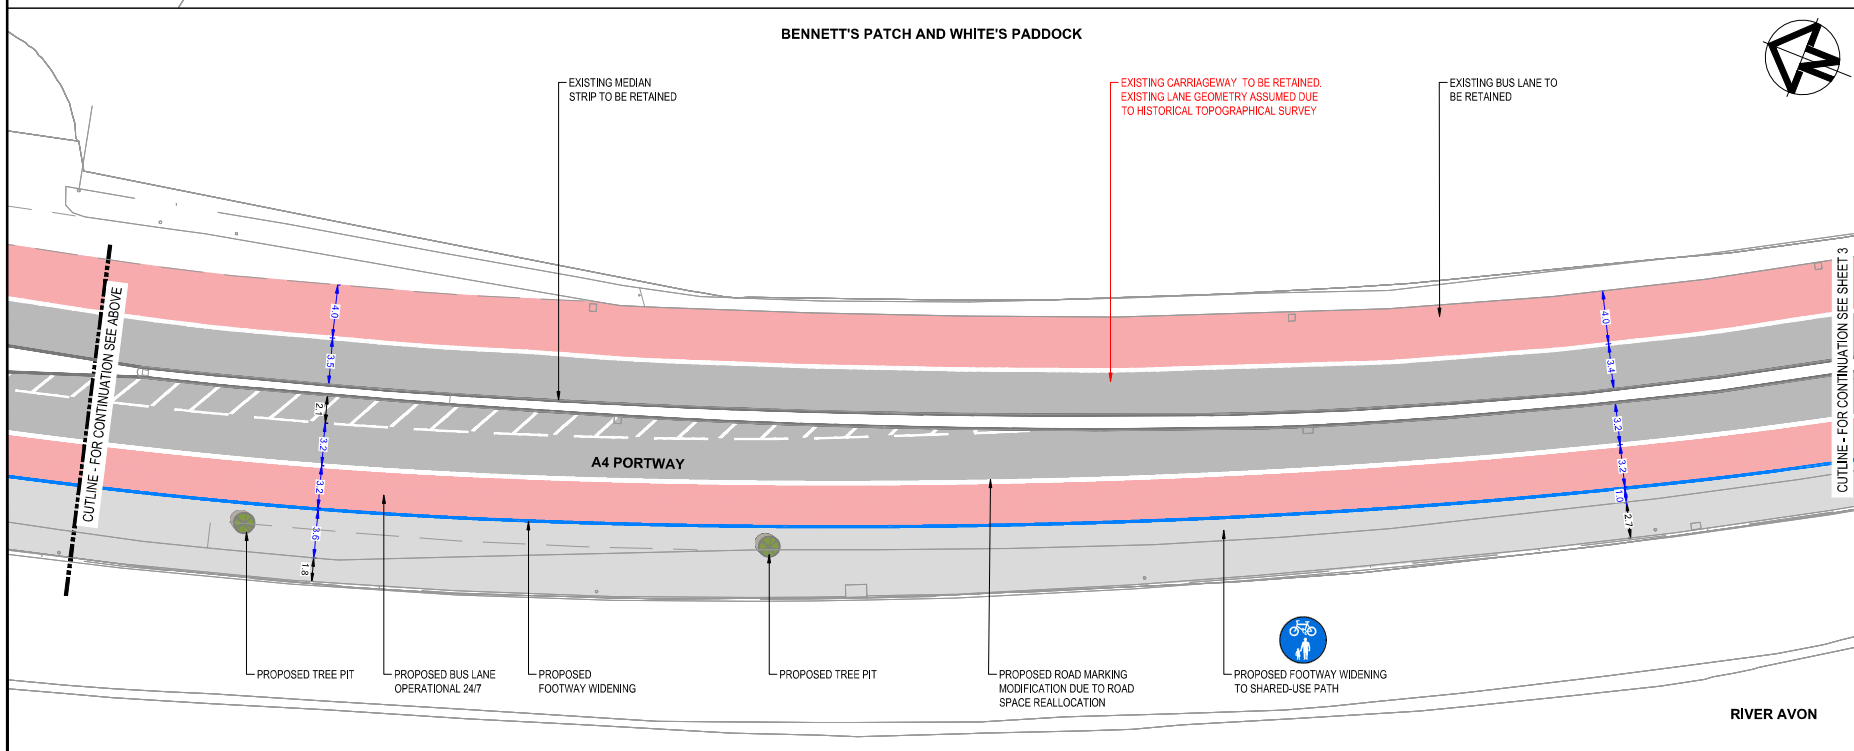 BENNETT'S PATCH AND WHITE'S PADDOCK
N
EXISTING MEDIAN
STRIP TO BE RETAINED
EXISTING CARRIAGEWAY TO BE RETAINED.
EXISTING LANE GEOMETRY ASSUMED DUE
TO HISTORICAL TOPOGRAPHICAL SURVEY
EXISTING BUS LANE TO
BE RETAINED
CUTLINE - FOR CONTINUATION SEE ABOVE
4.0
3.5
2.1
3.2
3.2
3.6
1.8
A4 PORTWAY
4.0
3.4
3.2
3.2
1.0
2.7
CUTLINE - FOR CONTINUATION SEE SHEET 3
PROPOSED TREE PIT
PROPOSED BUS LANE
OPERATIONAL 24/7
PROPOSED
FOOTWAY WIDENING
PROPOSED TREE PIT
PROPOSED ROAD MARKING
MODIFICATION DUE TO ROAD
SPACE REALLOCATION
PROPOSED FOOTWAY WIDENING
TO SHARED-USE PATH
RIVER AVON